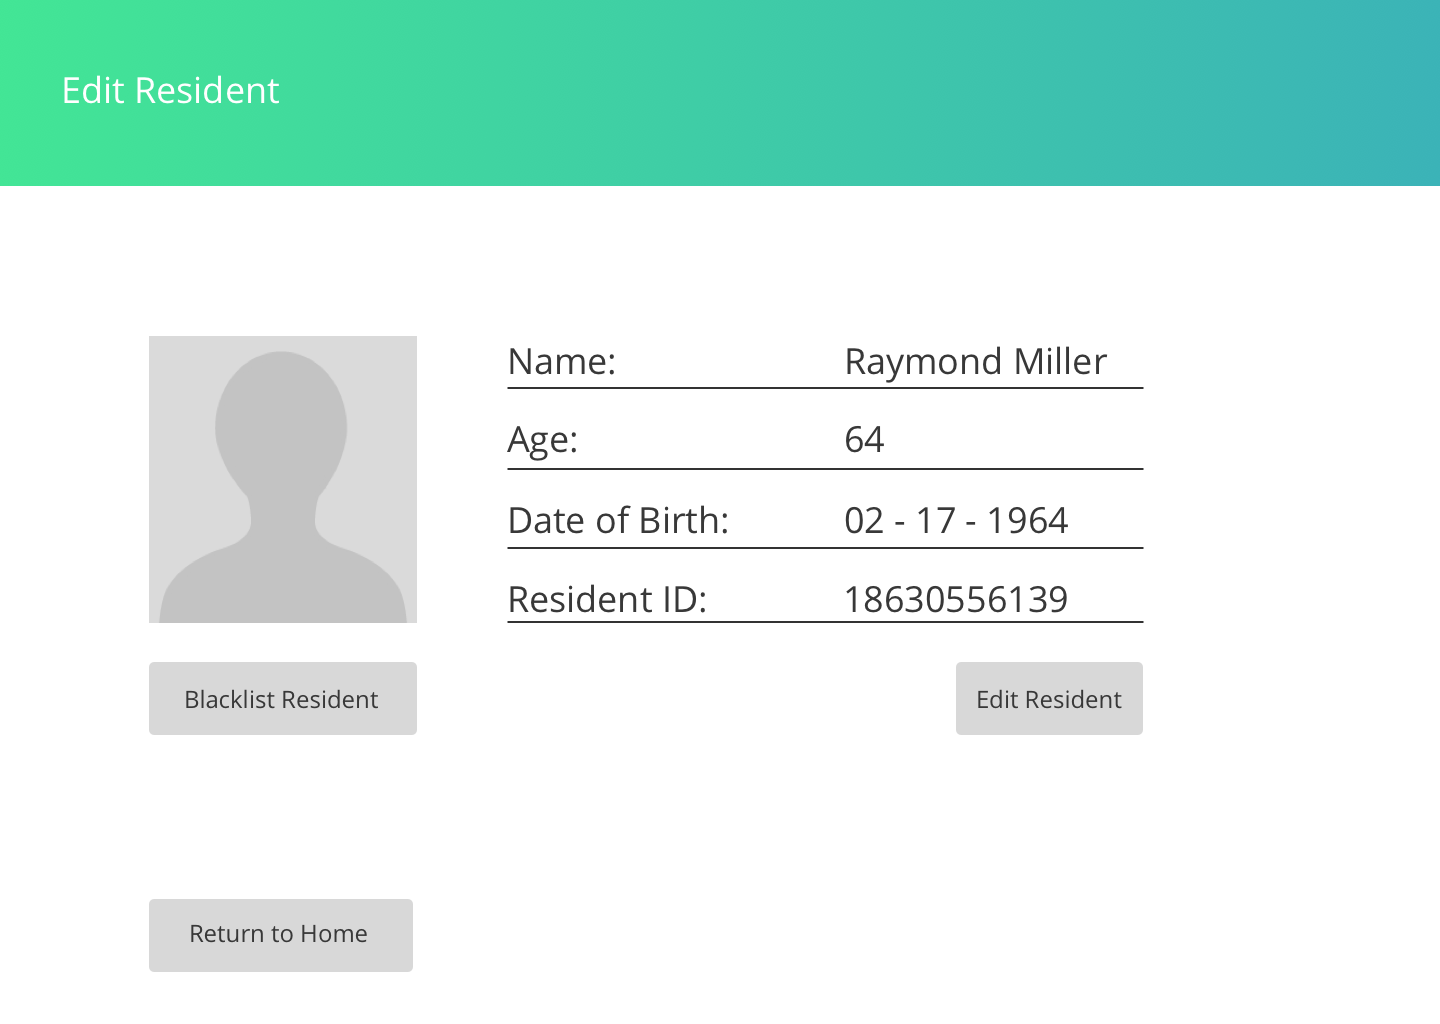 Edit Resident
Name: Raymond Miller
Age: 64
Date of Birth: 02 - 17 - 1964
Resident ID: 18630556139
Blacklist Resident
Edit Resident
Return to Home